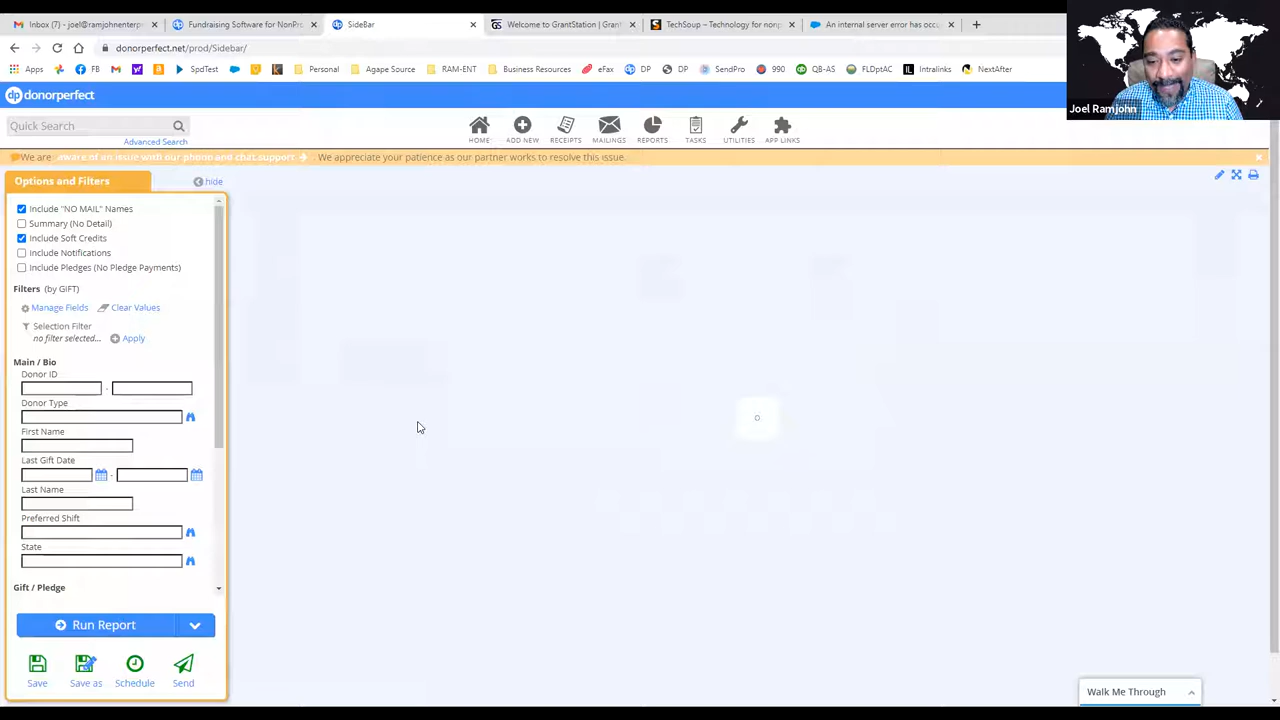 Inbox (7) - joel@ramjohnenterp
Fundraising Software for NonPro
SideBar
Welcome to GrantStation | Grant
TechSoup – Technology for nonp
An internal server error has occu
donorperfect.net/prod/Sidebar/
Apps
FB
SpdTest
Personal
Agape Source
RAM-ENT
Business Resources
eFax
DP
DP
SendPro
990
QB-AS
FLDptAC
Intralinks
NextAfter
Joel Ramjohn
dp donorperfect
Quick Search
Advanced Search
HOME
ADD NEW
RECEIPTS
MAILINGS
REPORTS
TASKS
UTILITIES
APP LINKS
We are aware of an issue with our phone and chat support We appreciate your patience as our partner works to resolve this issue.
Options and Filters
hide
Include "NO MAIL" Names
Summary (No Detail)
Include Soft Credits
Include Notifications
Include Pledges (No Pledge Payments)
Filters (by GIFT)
Manage Fields Clear Values
Selection Filter
no filter selected... Apply
Main / Bio
Donor ID
-
Donor Type
First Name
Last Gift Date
-
Last Name
Preferred Shift
State
Gift / Pledge
Run Report
Save
Save as
Schedule
Send
Walk Me Through